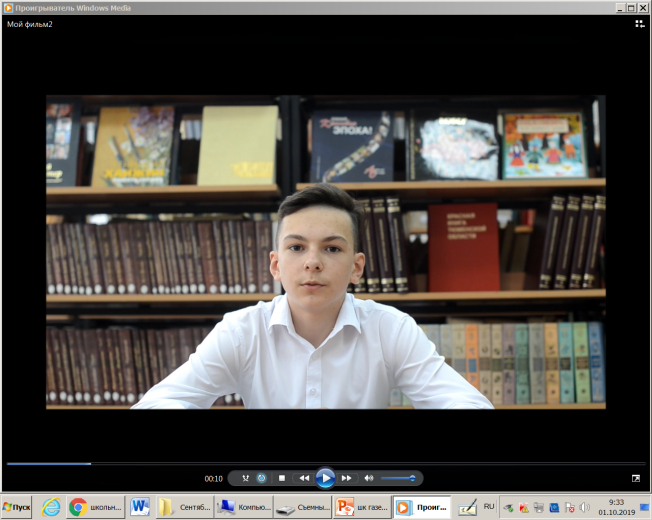 Проигрыватель Windows Media
Мой фильм2
ЭПОХА!
КРАСНАЯ
КНИГА
ТЮМЕНСКОЙ
ОБЛАСТИ
00:10
Пуск
школьн...
Сентяб...
Компью...
Съемны...
шк газе...
Проиг...
RU
9:33
01.10.2019